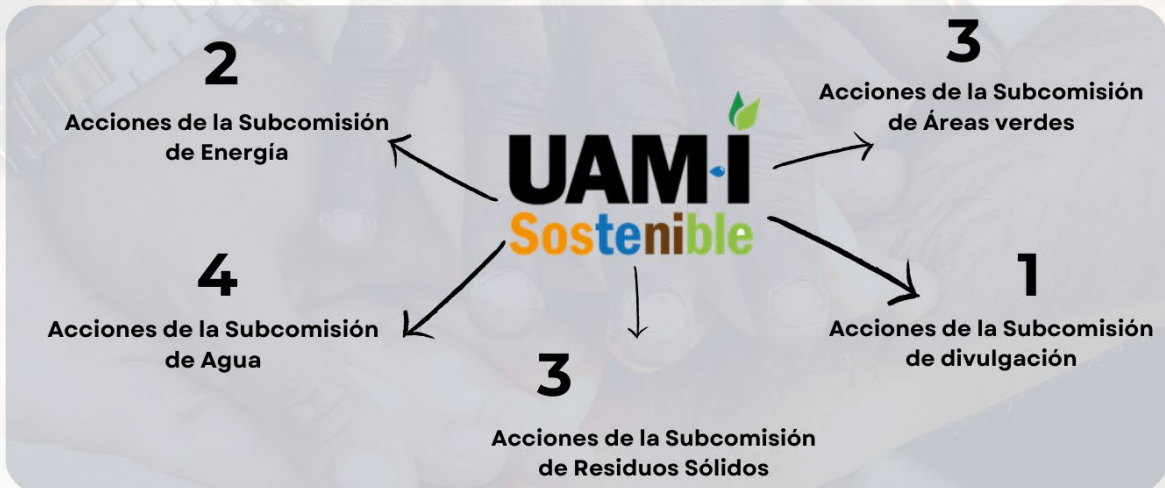 2
Acciones de la Subcomisión
de Energía
3
Acciones de la Subcomisión
de Áreas verdes
UAM·I
Sostenible
4
Acciones de la Subcomisión
de Agua
1
Acciones de la Subcomisión
de divulgación
3
Acciones de la Subcomisión
de Residuos Sólidos